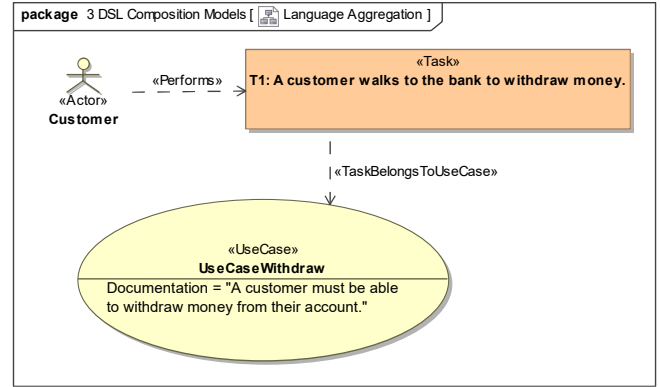 package 3 DSL Composition Models [ Language Aggregation ]
«Task»
«Performs»
T1: A customer walks to the bank to withdraw money.
«Actor»
Customer
«TaskBelongsToUseCase»
«UseCase»
UseCaseWithdraw
Documentation = "A customer must be able
to withdraw money from their account."